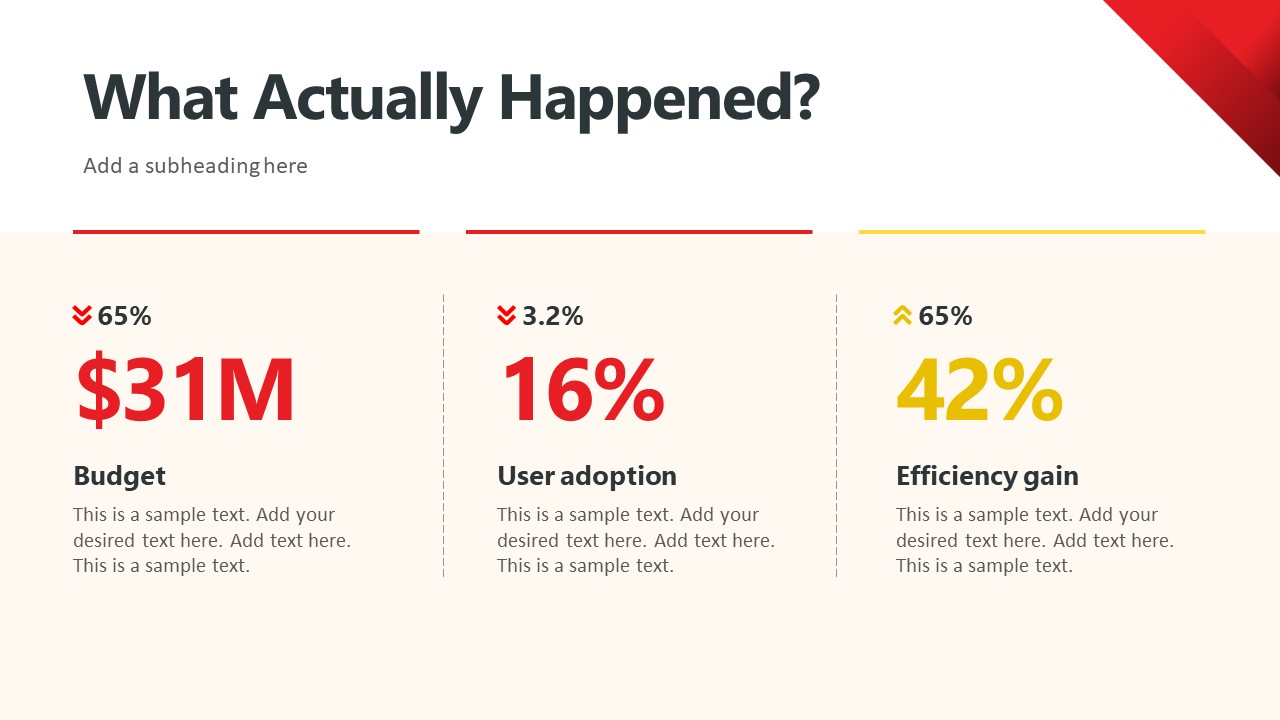 What Actually Happened?
Add a subheading here
65%
$31M
Budget
This is a sample text. Add your
desired text here. Add text here.
This is a sample text.
3.2%
16%
User adoption
This is a sample text. Add your
desired text here. Add text here.
This is a sample text.
65%
42%
Efficiency gain
This is a sample text. Add your
desired text here. Add text here.
This is a sample text.